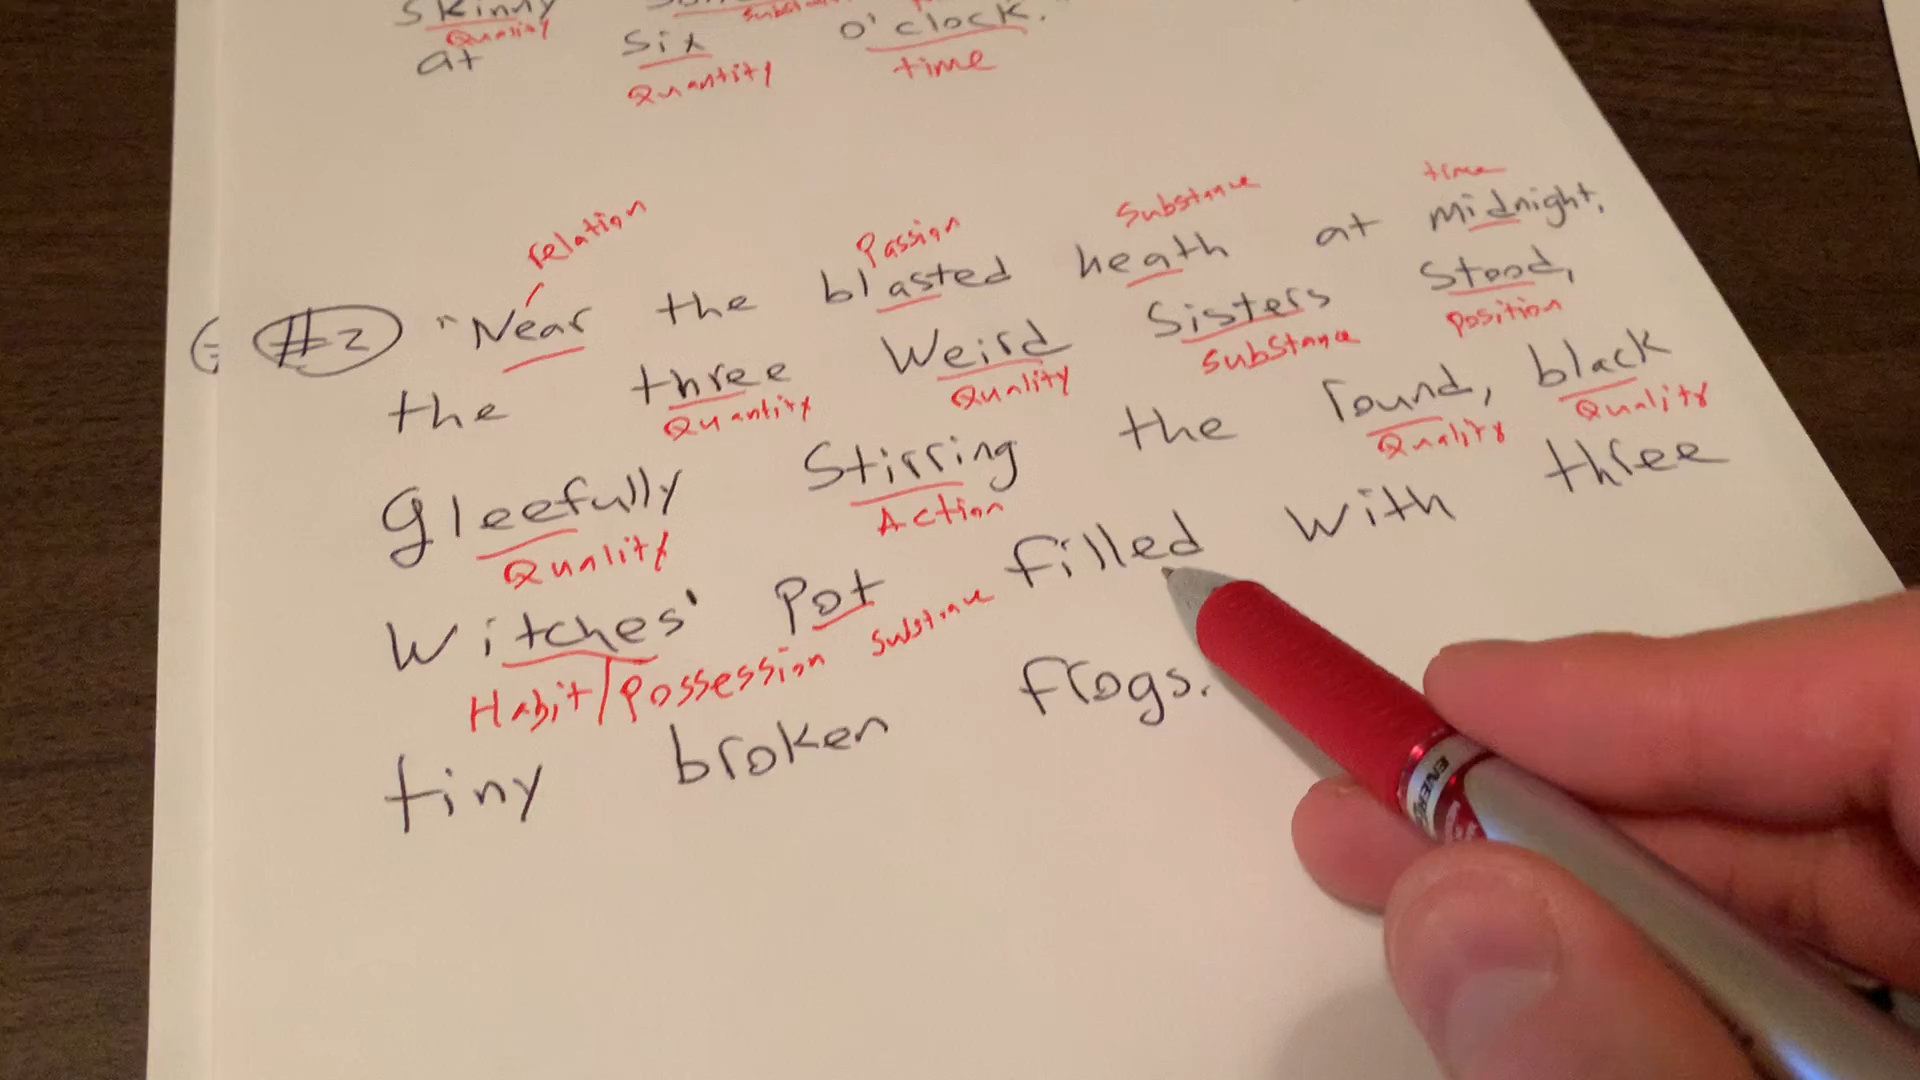 skinny
Quality
at six o'clock."
Quantity time
relation Passion Substance time
#2 "Near the blasted heath at midnight,
the three Weird Sisters stood,
Quantity Quality Substance Position
gleefully stirring the round, black
Quality Action Quality Quality
witches' pot filled with three
Habit/Possession substance
tiny broken frogs.
ENER